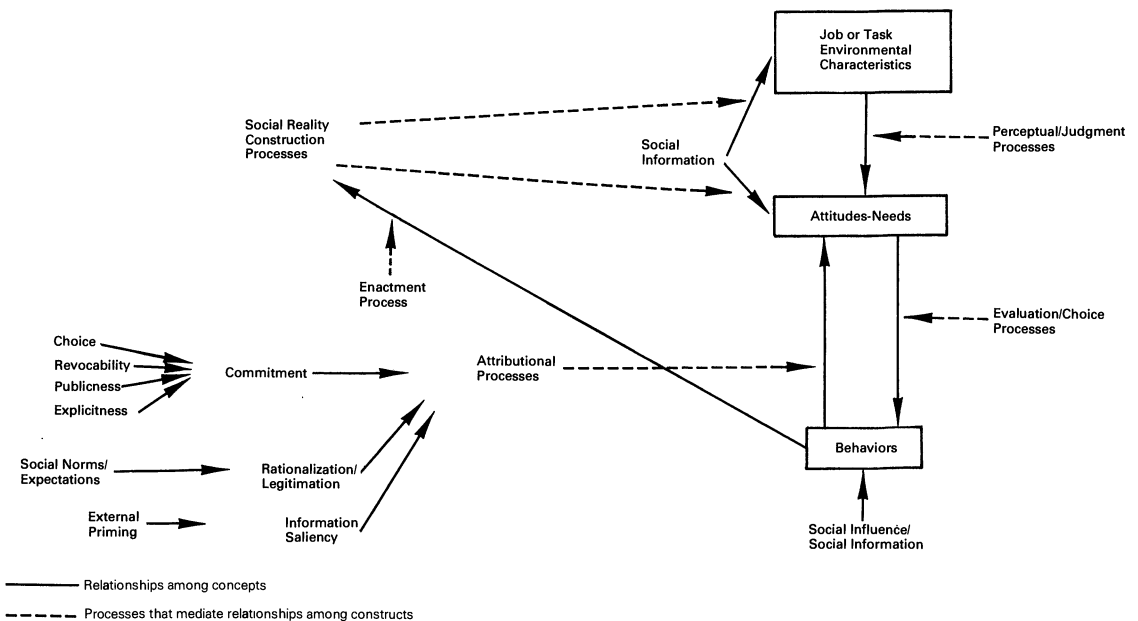 Job or Task
Environmental
Characteristics
Social Reality
Construction
Processes
Social
Information
Perceptual/Judgment
Processes
Attitudes-Needs
Enactment
Process
Evaluation/Choice
Processes
Choice
Revocability
Publicness
Explicitness
Commitment
Attributional
Processes
Behaviors
Social Norms/
Expectations
Rationalization/
Legitimation
External
Priming
Information
Saliency
Social Influence/
Social Information
Relationships among concepts
Processes that mediate relationships among constructs